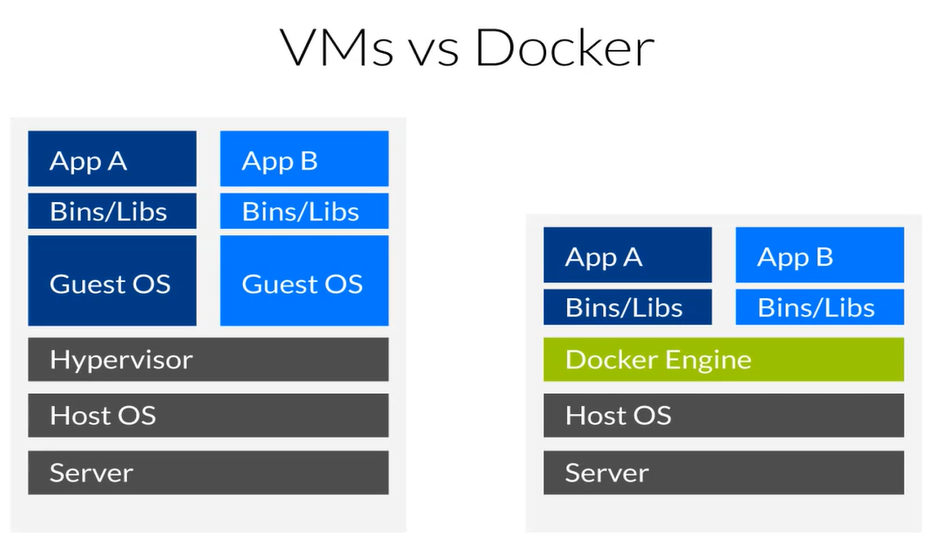 VMs vs Docker
App A
App B
Bins/Libs
Bins/Libs
Guest OS
Guest OS
Hypervisor
Host OS
Server
App A
App B
Bins/Libs
Bins/Libs
Docker Engine
Host OS
Server